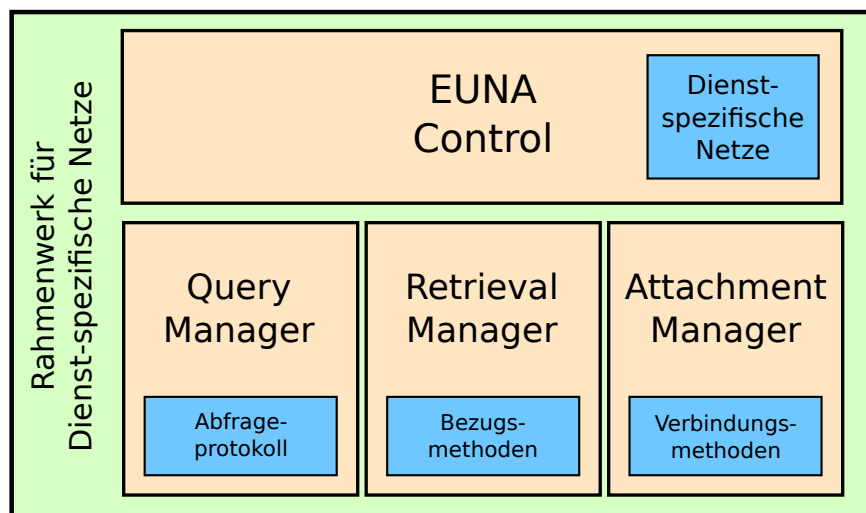 Rahmenwerk für
Dienst-spezifische Netze
EUNA
Control
Dienst-
spezifische
Netze
Query
Manager
Abfrage-
protokoll
Retrieval
Manager
Bezugs-
methoden
Attachment
Manager
Verbindungs-
methoden